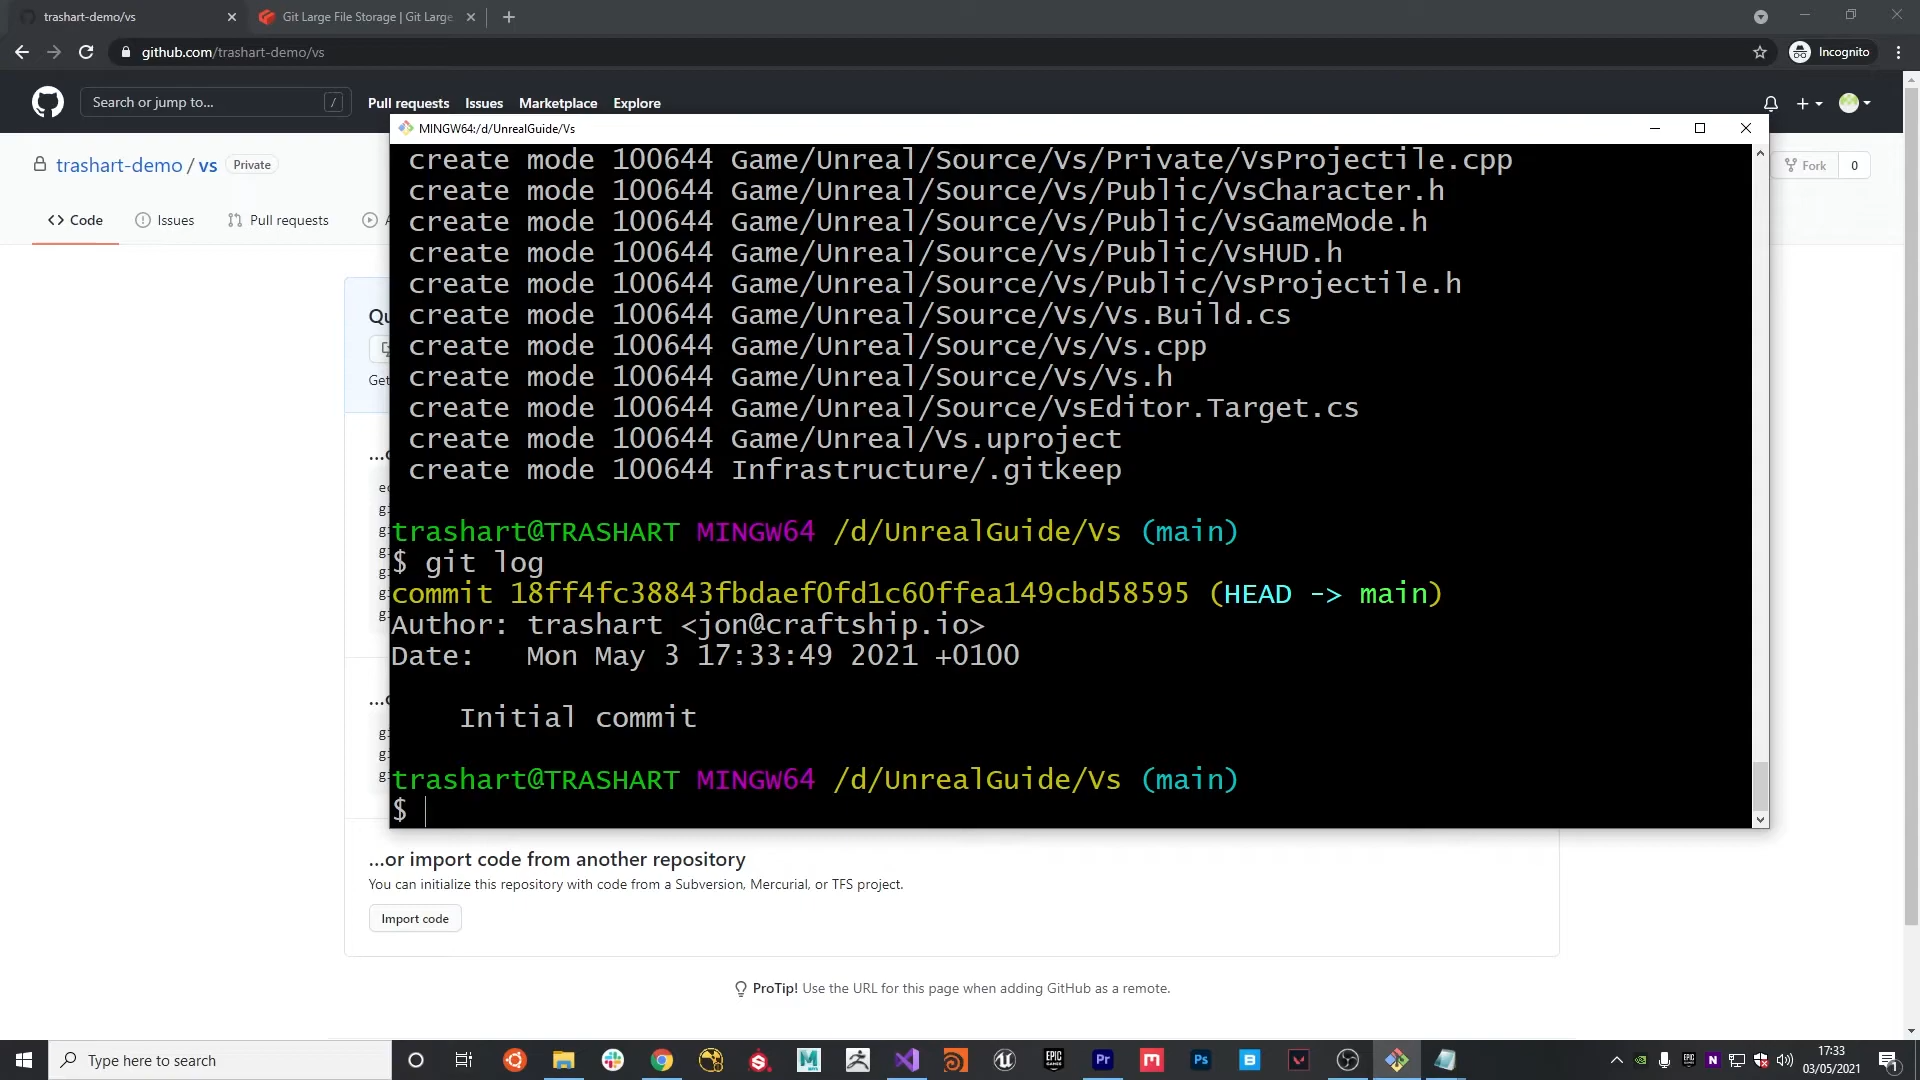 trashart-demo/vs
Git Large File Storage | Git Large
github.com/trashart-demo/vs
Incognito
Search or jump to...
/
Pull requests
Issues
Marketplace
Explore
MINGW64:/d/UnrealGuide/Vs
trashart-demo / vs
Private
Fork
0
Code
Issues
Pull requests
create mode 100644 Game/Unreal/Source/Vs/Private/VsProjectile.cpp
create mode 100644 Game/Unreal/Source/Vs/Public/VsCharacter.h
create mode 100644 Game/Unreal/Source/Vs/Public/VsGameMode.h
create mode 100644 Game/Unreal/Source/Vs/Public/VsHUD.h
create mode 100644 Game/Unreal/Source/Vs/Public/VsProjectile.h
create mode 100644 Game/Unreal/Source/Vs/Vs.Build.cs
create mode 100644 Game/Unreal/Source/Vs/Vs.cpp
create mode 100644 Game/Unreal/Source/Vs/Vs.h
create mode 100644 Game/Unreal/Source/VsEditor.Target.cs
create mode 100644 Game/Unreal/Vs.uproject
create mode 100644 Infrastructure/.gitkeep
trashart@TRASHART MINGW64 /d/UnrealGuide/Vs (main)
$ git log
commit 18ff4fc38843fbdaef0fd1c60ffea149cbd58595 (HEAD -> main)
Author: trashart <jon@craftship.io>
Date:   Mon May 3 17:33:49 2021 +0100
Initial commit
trashart@TRASHART MINGW64 /d/UnrealGuide/Vs (main)
$
...or import code from another repository
You can initialize this repository with code from a Subversion, Mercurial, or TFS project.
Import code
ProTip! Use the URL for this page when adding GitHub as a remote.
Type here to search
17:33
03/05/2021